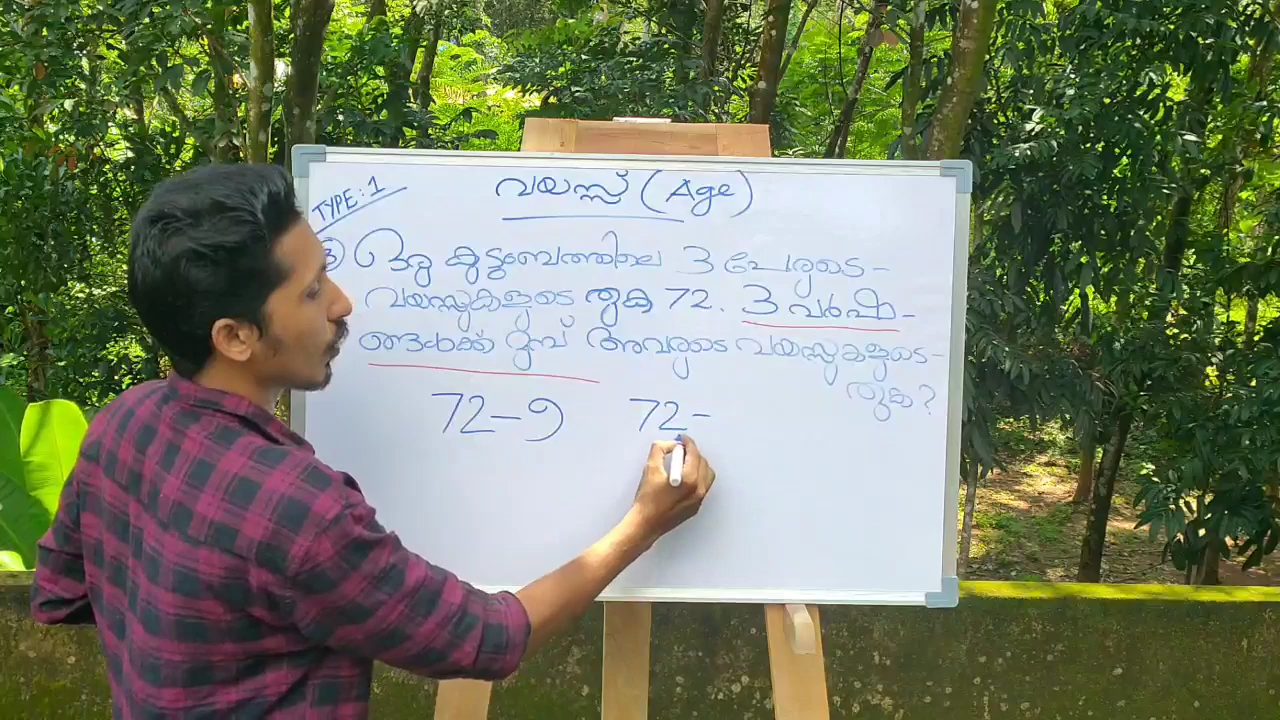 TYPE: 1
വയസ്സ് (Age)
ഒരു കുടുംബത്തിലെ 3 പേരുടെ-
വയസ്സുകളുടെ തുക 72. 3 വർഷ-
ങ്ങൾക്ക് മുമ്പ് അവരുടെ വയസ്സുകളുടെ-
തുക?
72-9 72-